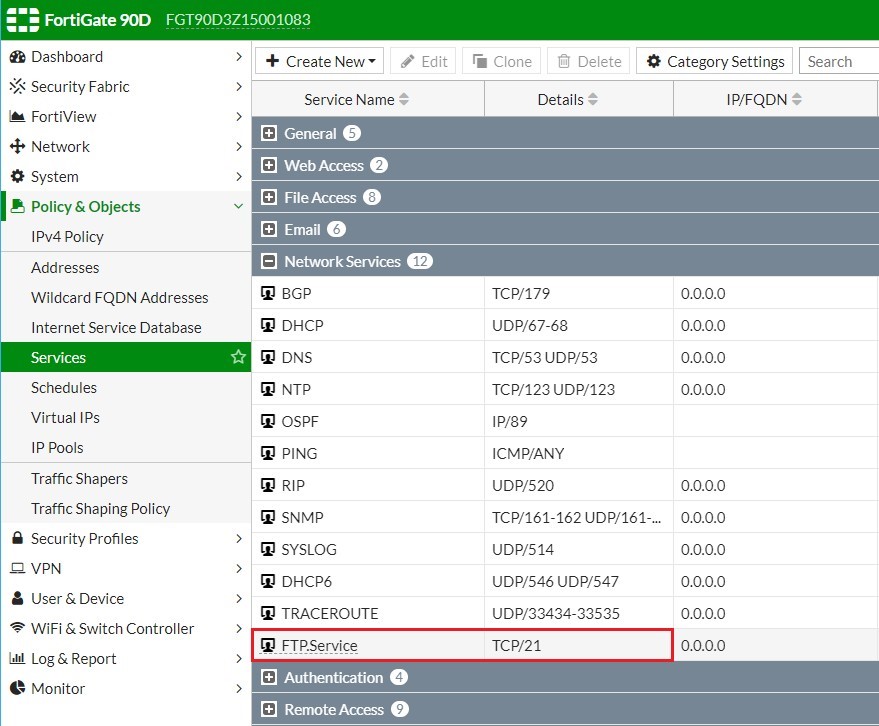 FortiGate 90D FGT90D3Z15001083
Dashboard
Security Fabric
FortiView
Network
System
Policy & Objects
IPv4 Policy
Addresses
Wildcard FQDN Addresses
Internet Service Database
Services
Schedules
Virtual IPs
IP Pools
Traffic Shapers
Traffic Shaping Policy
Security Profiles
VPN
User & Device
WiFi & Switch Controller
Log & Report
Monitor
Create New Edit Clone Delete Category Settings Search
Service Name Details IP/FQDN
General 5
Web Access 2
File Access 8
Email 6
Network Services 12
BGP TCP/179 0.0.0.0
DHCP UDP/67-68 0.0.0.0
DNS TCP/53 UDP/53 0.0.0.0
NTP TCP/123 UDP/123 0.0.0.0
OSPF IP/89
PING ICMP/ANY
RIP UDP/520 0.0.0.0
SNMP TCP/161-162 UDP/161-... 0.0.0.0
SYSLOG UDP/514 0.0.0.0
DHCP6 UDP/546 UDP/547 0.0.0.0
TRACEROUTE UDP/33434-33535 0.0.0.0
FTP.Service TCP/21 0.0.0.0
Authentication 4
Remote Access 9